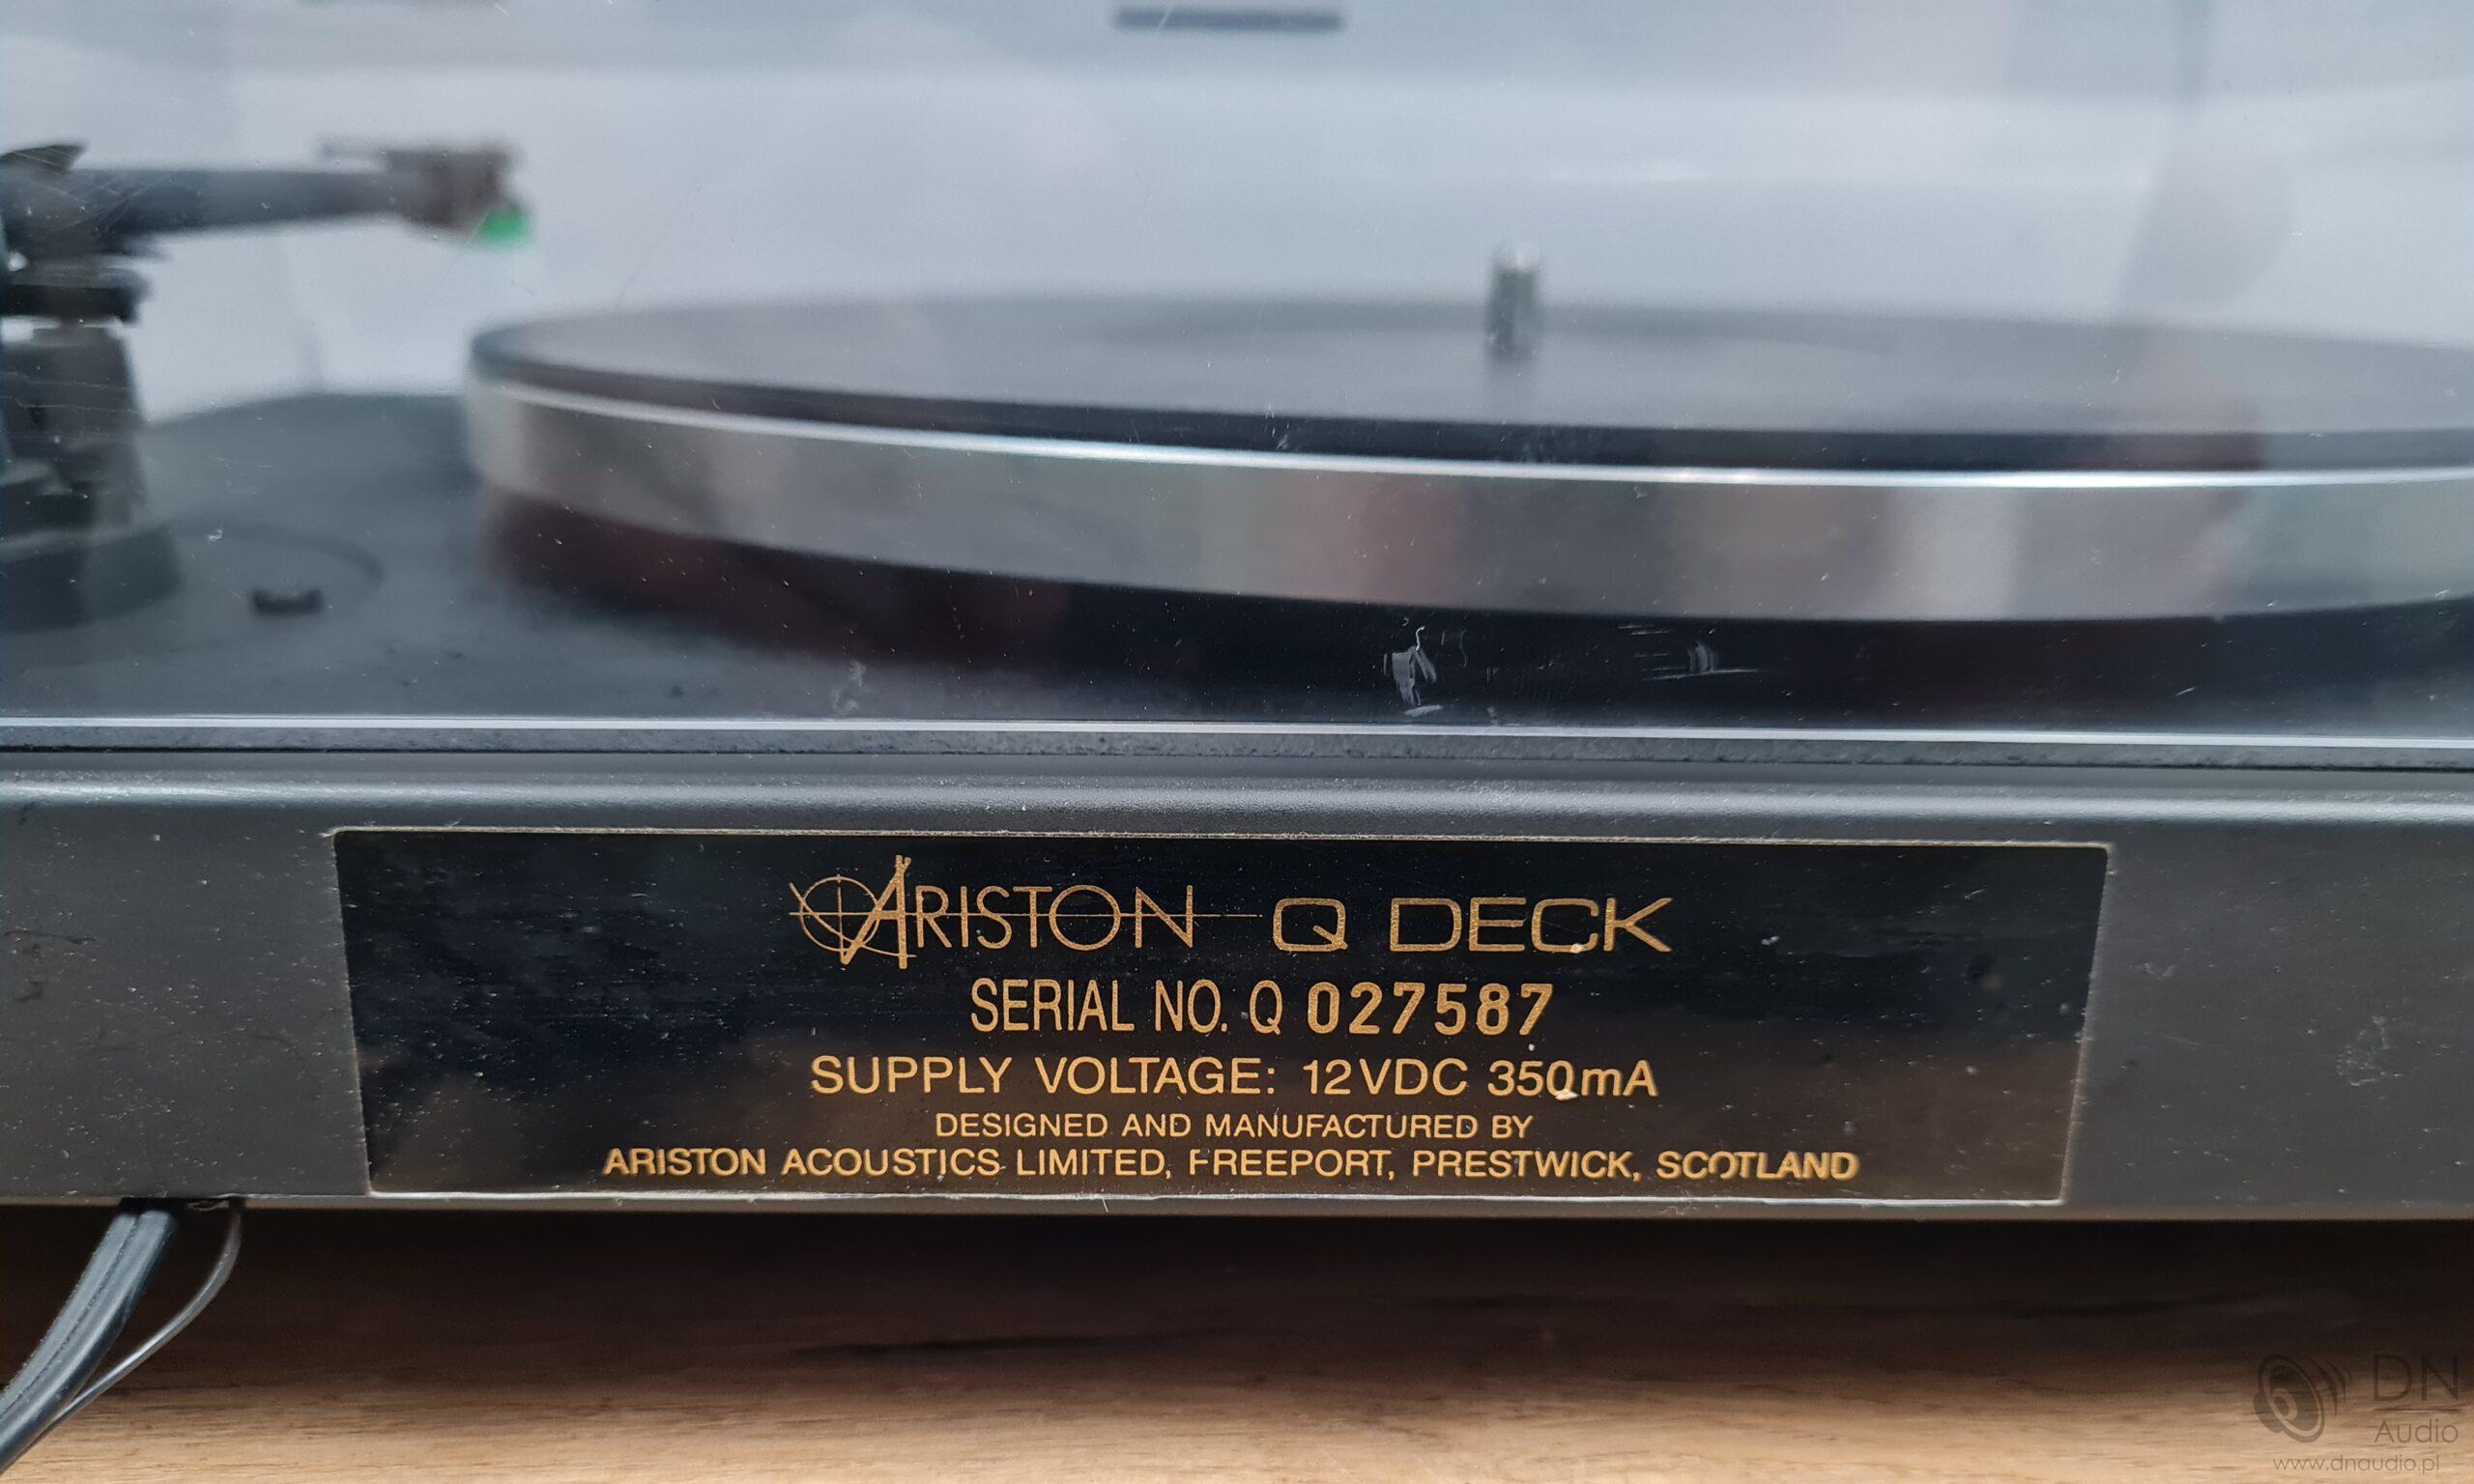 ARISTON Q DECK
SERIAL NO. Q 027587
SUPPLY VOLTAGE: 12VDC 350mA
DESIGNED AND MANUFACTURED BY
ARISTON ACOUSTICS LIMITED, FREEPORT, PRESTWICK, SCOTLAND
DN
Audio
www.dnaudio.pl